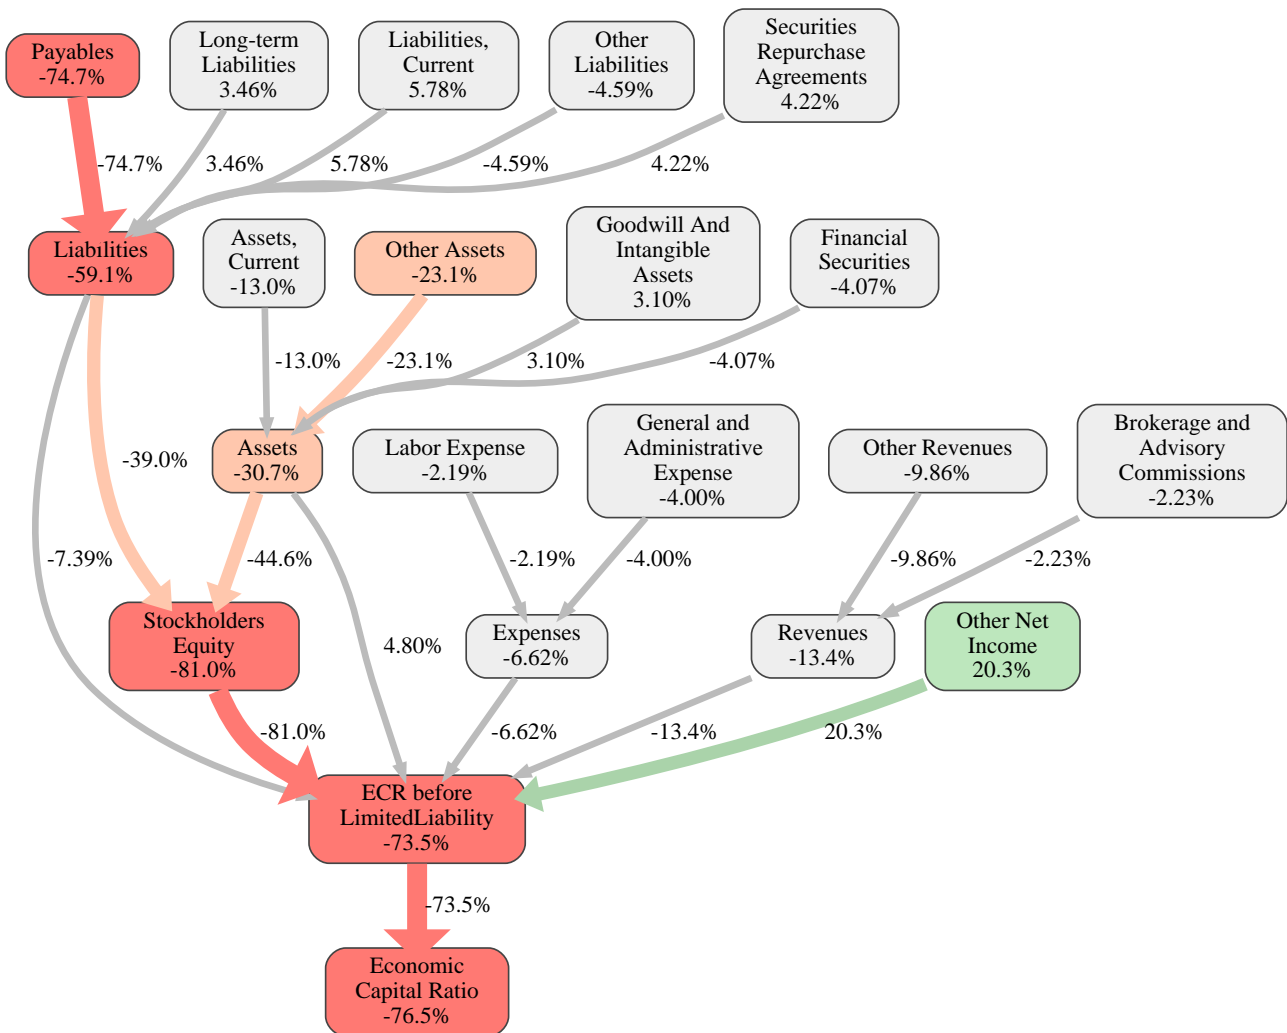 Payables
-74.7%
Long-term
Liabilities
3.46%
Liabilities,
Current
5.78%
Other
Liabilities
-4.59%
Securities
Repurchase
Agreements
4.22%
-74.7%
3.46%
5.78%
-4.59%
4.22%
Liabilities
-59.1%
Assets,
Current
-13.0%
Other Assets
-23.1%
Goodwill And
Intangible
Assets
3.10%
Financial
Securities
-4.07%
-13.0%
-23.1%
3.10%
-4.07%
-39.0%
Assets
-30.7%
Labor Expense
-2.19%
General and
Administrative
Expense
-4.00%
Other Revenues
-9.86%
Brokerage and
Advisory
Commissions
-2.23%
-7.39%
-44.6%
-2.19%
-4.00%
-9.86%
-2.23%
Stockholders
Equity
-81.0%
4.80%
Expenses
-6.62%
Revenues
-13.4%
Other Net
Income
20.3%
-81.0%
-6.62%
-13.4%
20.3%
ECR before
LimitedLiability
-73.5%
-73.5%
Economic
Capital Ratio
-76.5%